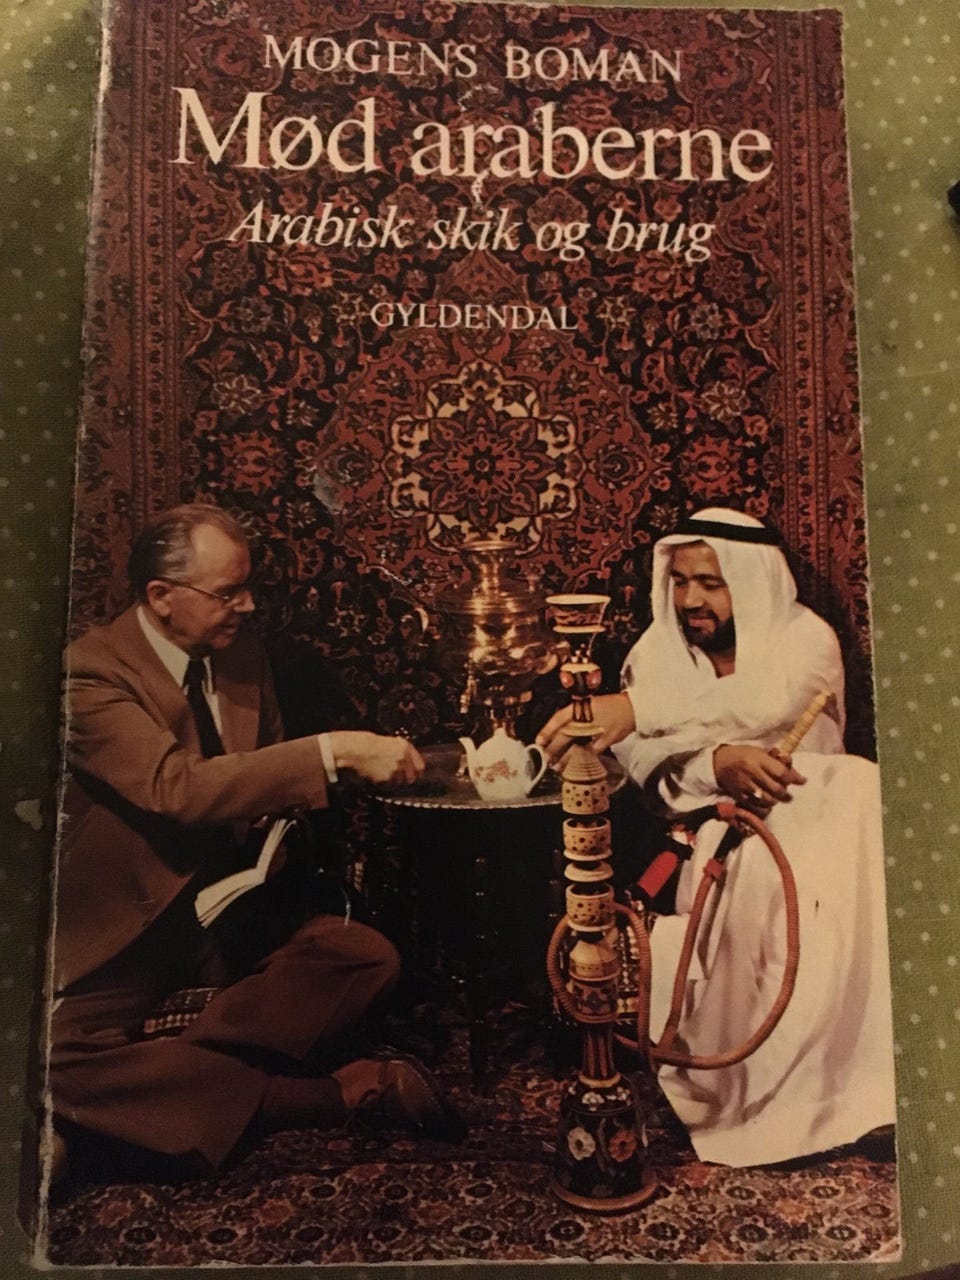 MOGENS BOMAN
Mød araberne
Arabisk skik og brug
GYLDENDAL